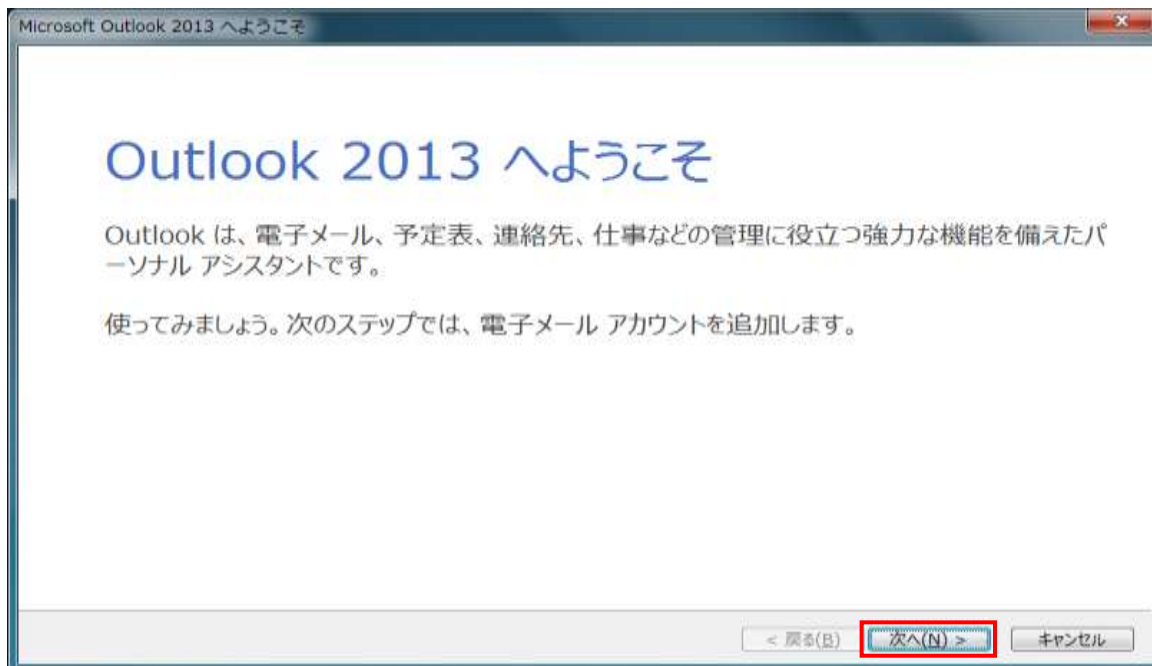 Microsoft Outlook 2013 へようこそ
Outlook 2013 へようこそ
Outlook は、電子メール、予定表、連絡先、仕事などの管理に役立つ強力な機能を備えたパ
ーソナル アシスタントです。
使ってみましょう。次のステップでは、電子メール アカウントを追加します。
< 戻る(B) 次へ(N) > キャンセル